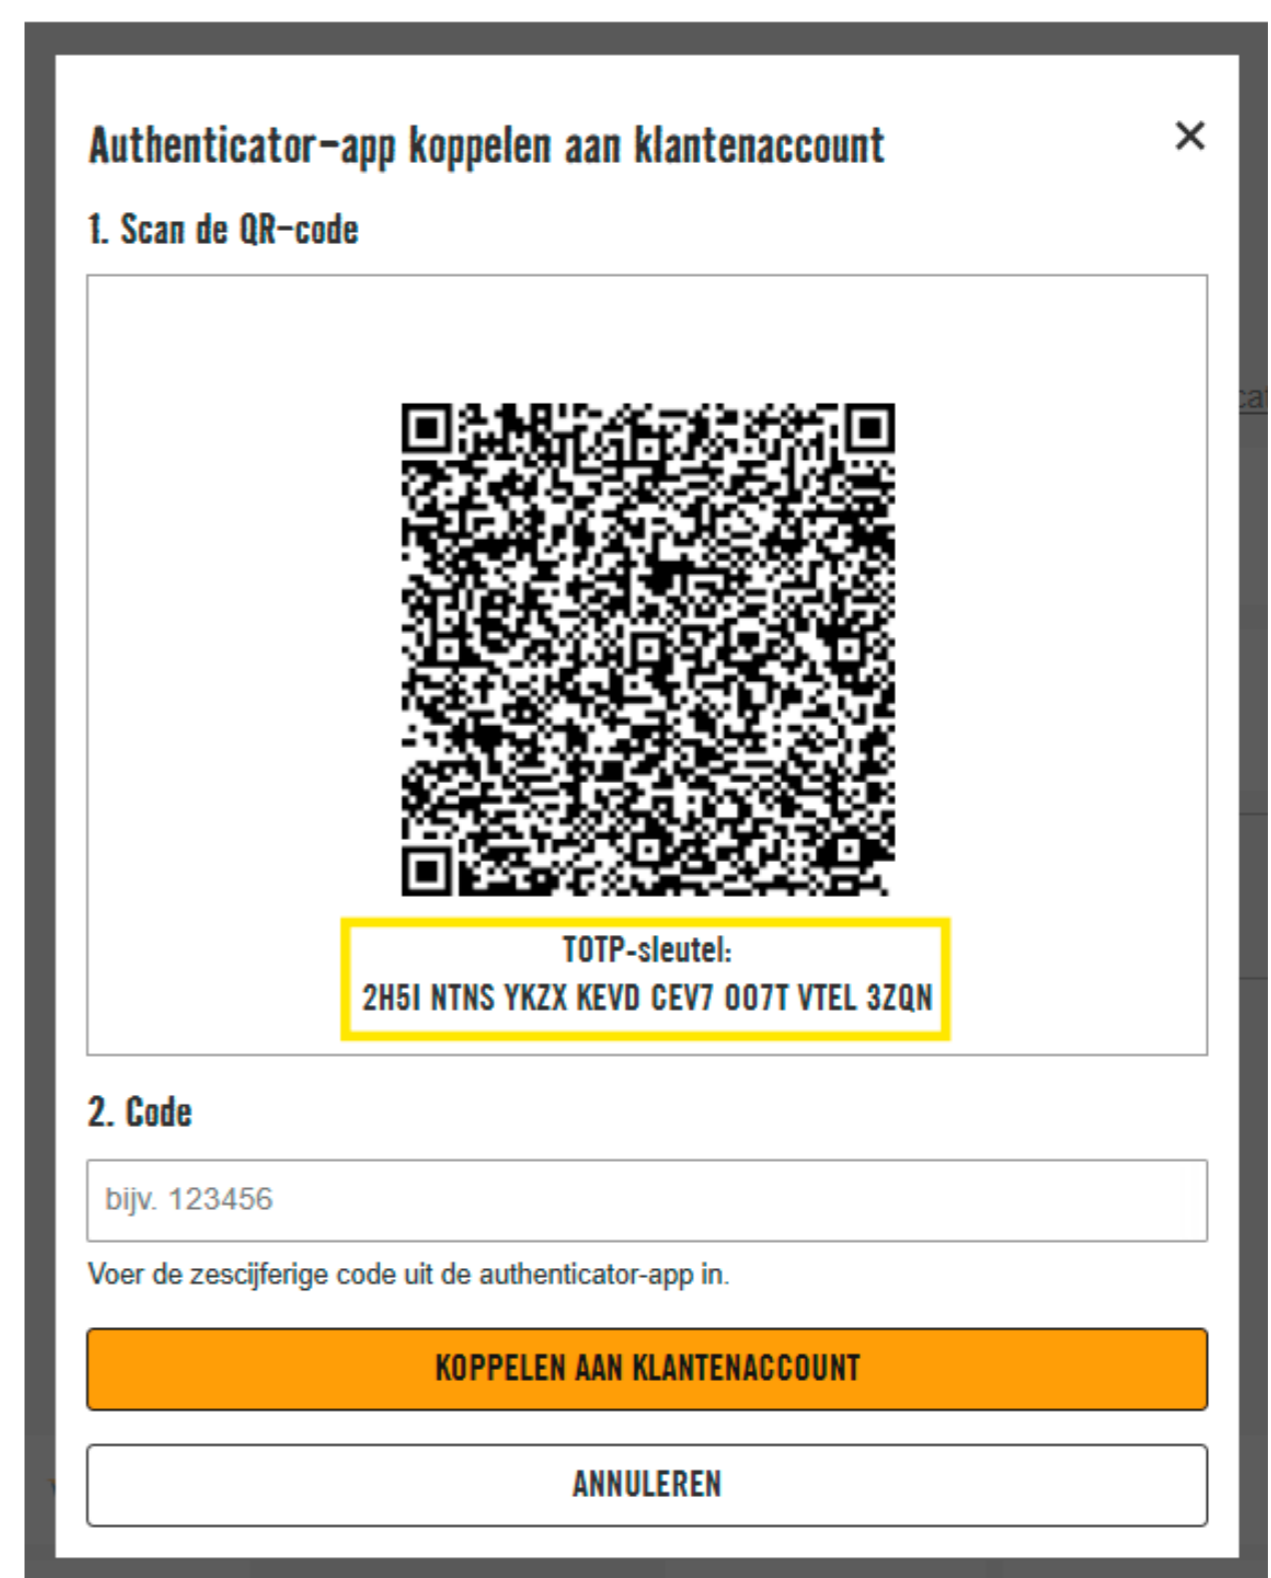 Authenticator-app koppelen aan klantenaccount
1. Scan de QR-code
TOTP-sleutel:
2H5I NTNS YKZX KEVD CEV7 OO7T VTEL 3ZQN
2. Code
bijv. 123456
Voer de zescijferige code uit de authenticator-app in.
KOPPELEN AAN KLANTENACCOUNT
ANNULEREN